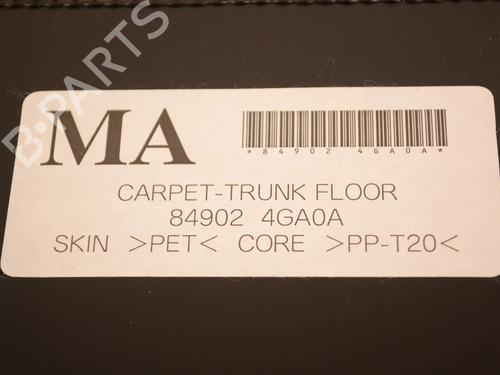 B-PARTS
MA
*84902 4GA0A*
CARPET-TRUNK FLOOR
84902 4GA0A
SKIN >PET< CORE >PP-T20<